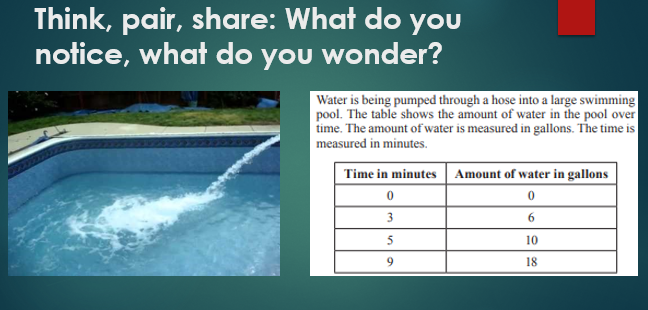 Think, pair, share: What do you
notice, what do you wonder?
Water is being pumped through a hose into a large swimming
pool. The table shows the amount of water in the pool over
time. The amount of water is measured in gallons. The time is
measured in minutes.
Time in minutes Amount of water in gallons
0 0
3 6
5 10
9 18